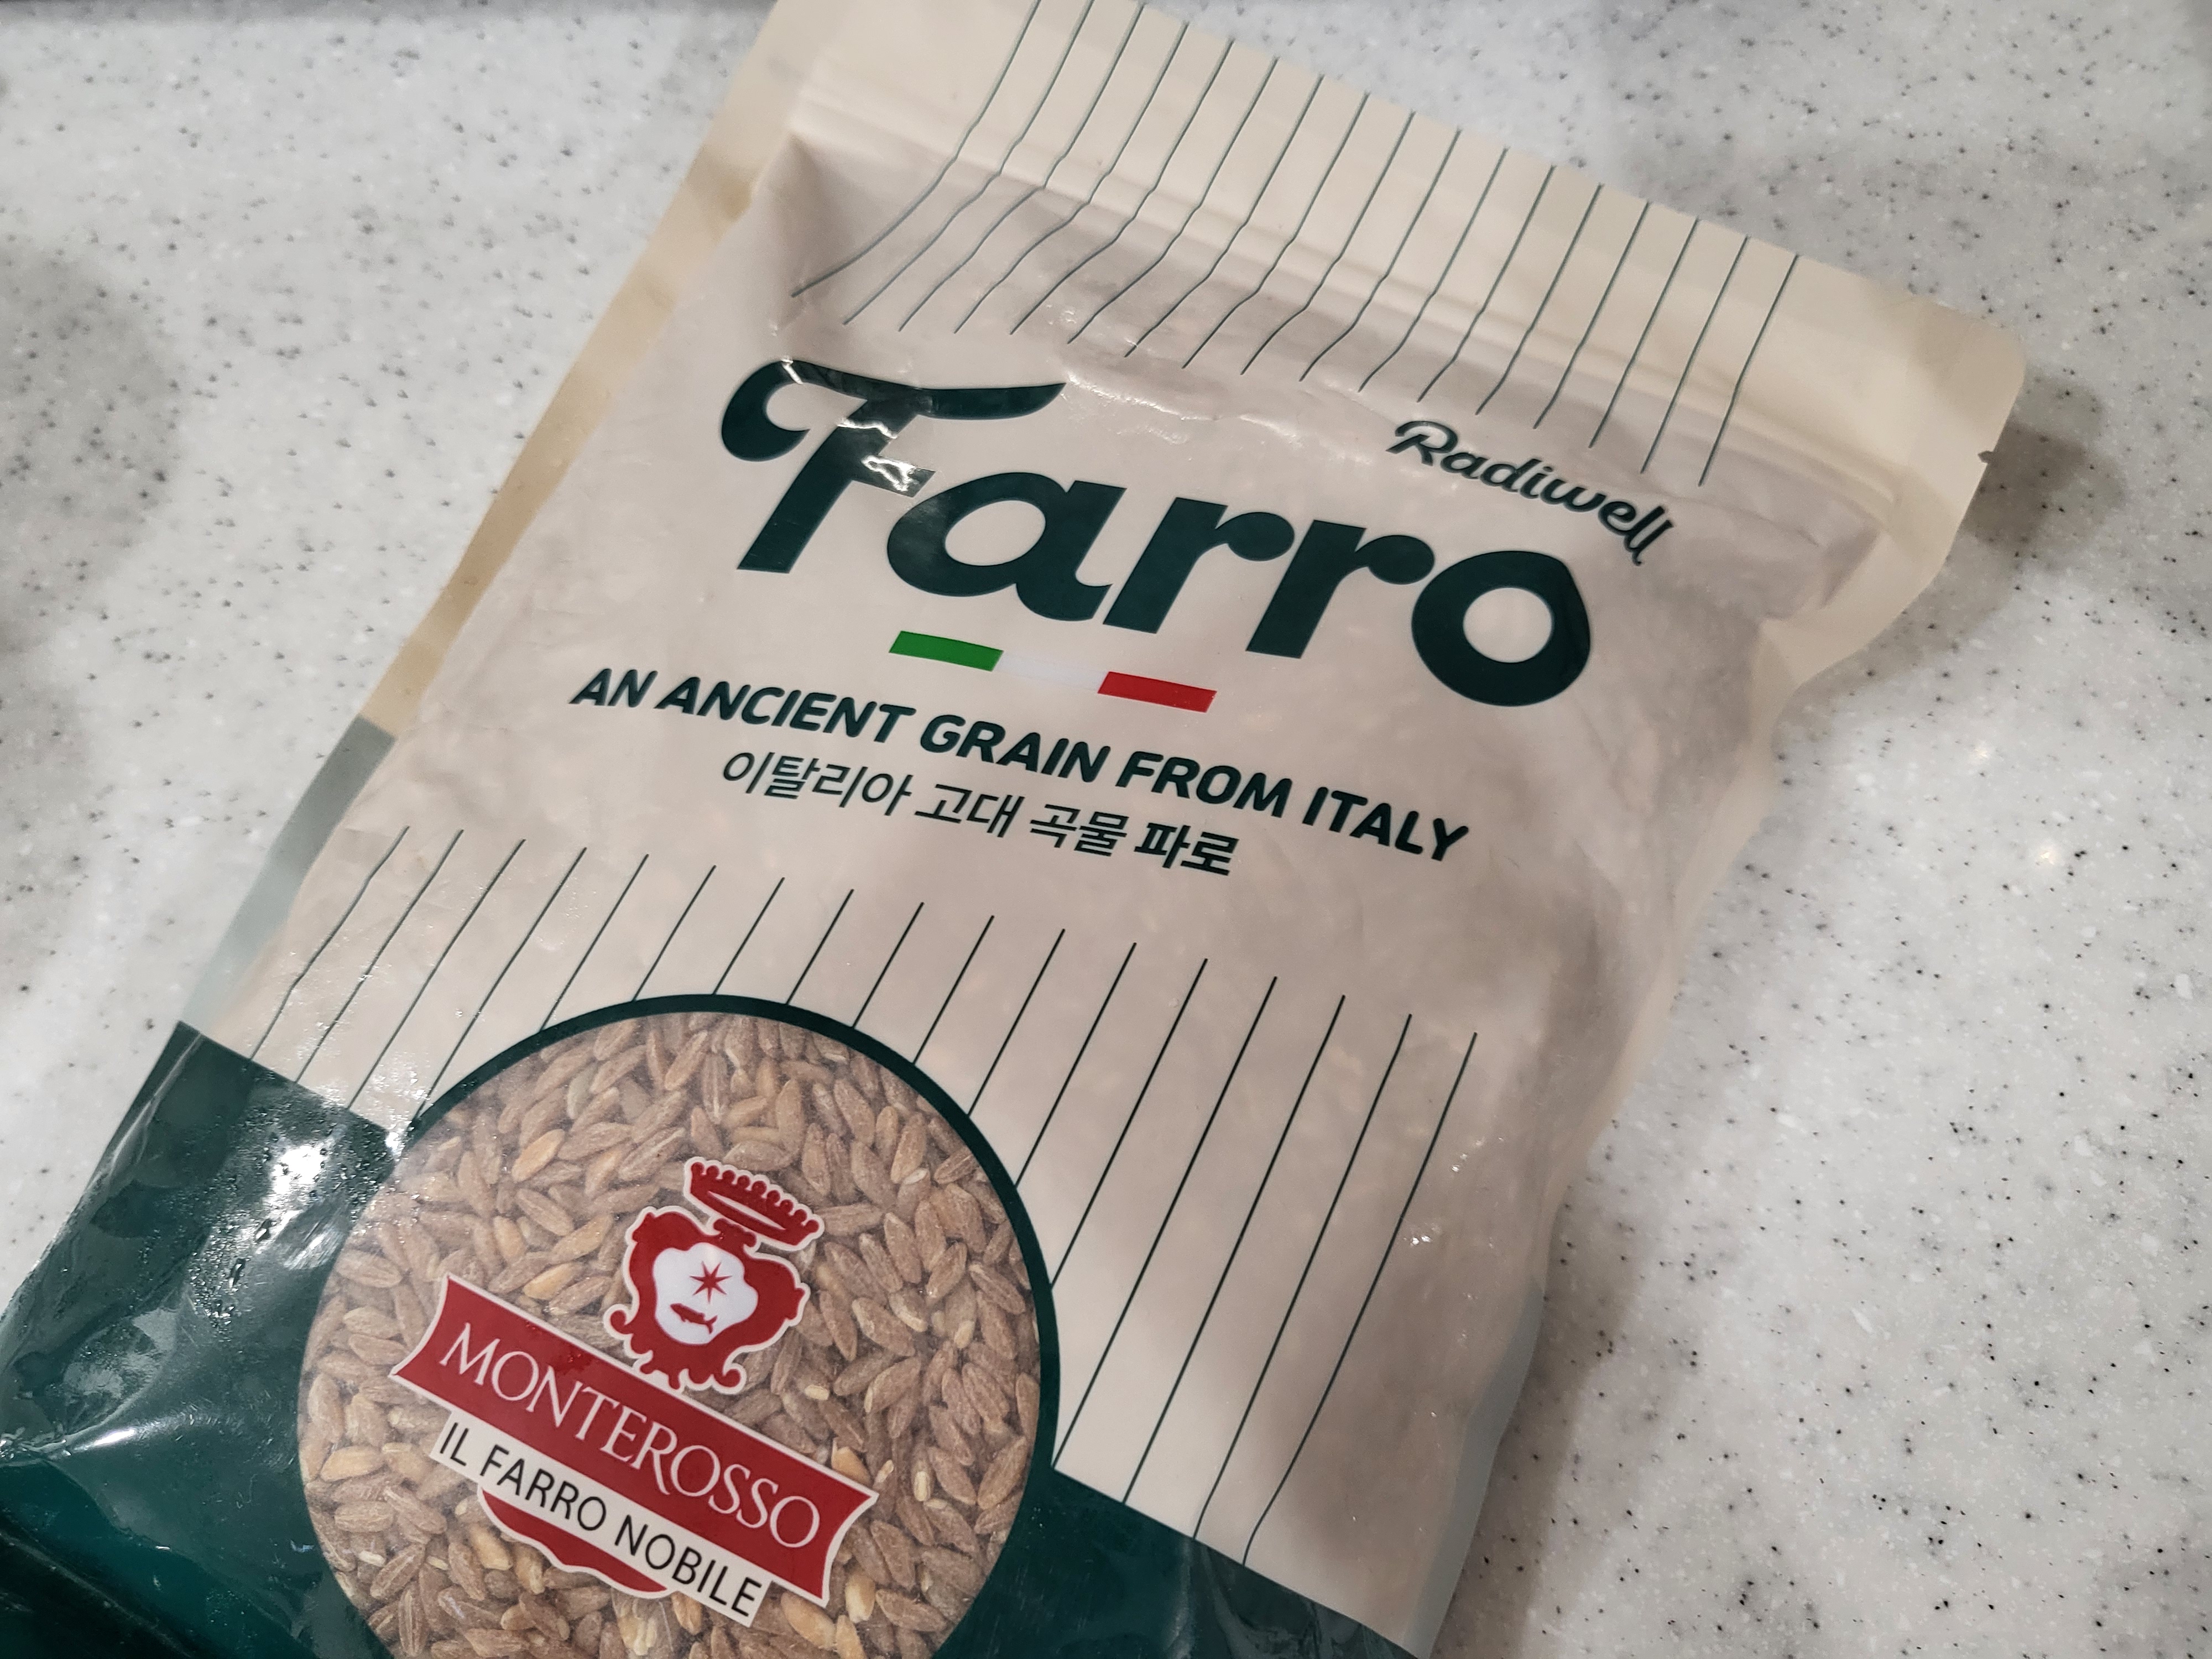 Radiwell
Farro
AN ANCIENT GRAIN FROM ITALY
이탈리아 고대 곡물 파로
MONTEROSSO
IL FARRO NOBILE